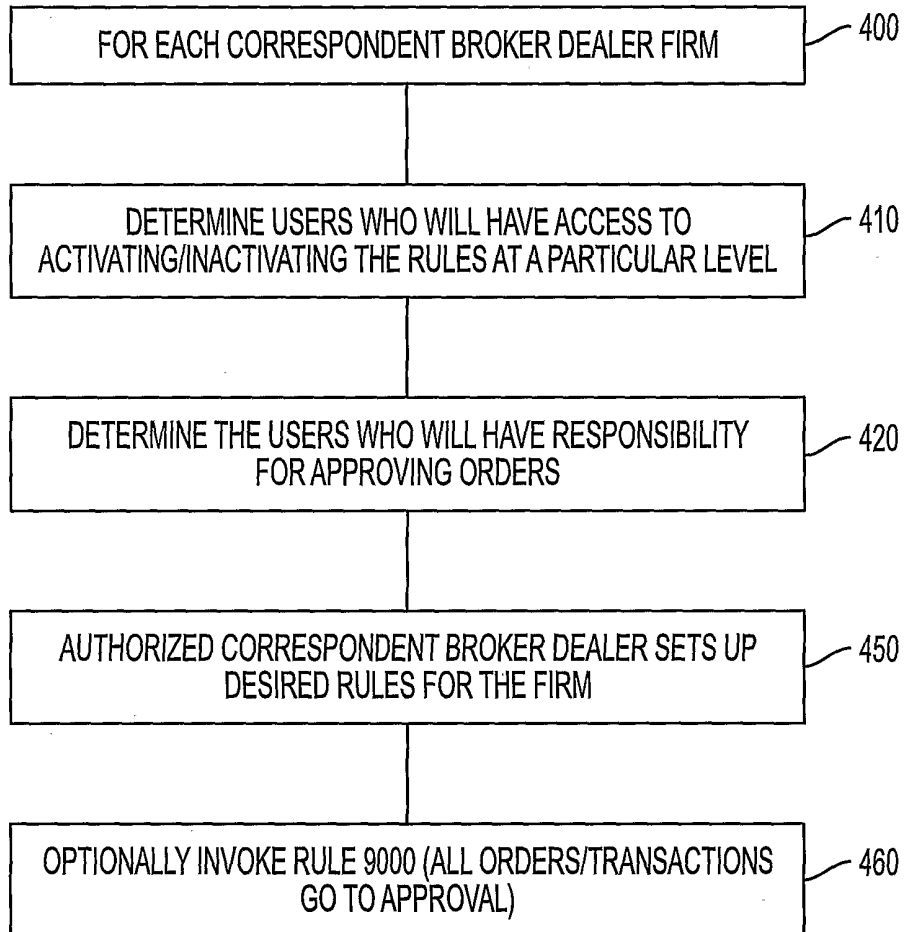 FOR EACH CORRESPONDENT BROKER DEALER FIRM
400
DETERMINE USERS WHO WILL HAVE ACCESS TO
ACTIVATING/INACTIVATING THE RULES AT A PARTICULAR LEVEL
410
DETERMINE THE USERS WHO WILL HAVE RESPONSIBILITY
FOR APPROVING ORDERS
420
AUTHORIZED CORRESPONDENT BROKER DEALER SETS UP
DESIRED RULES FOR THE FIRM
450
OPTIONALLY INVOKE RULE 9000 (ALL ORDERS/TRANSACTIONS
GO TO APPROVAL)
460